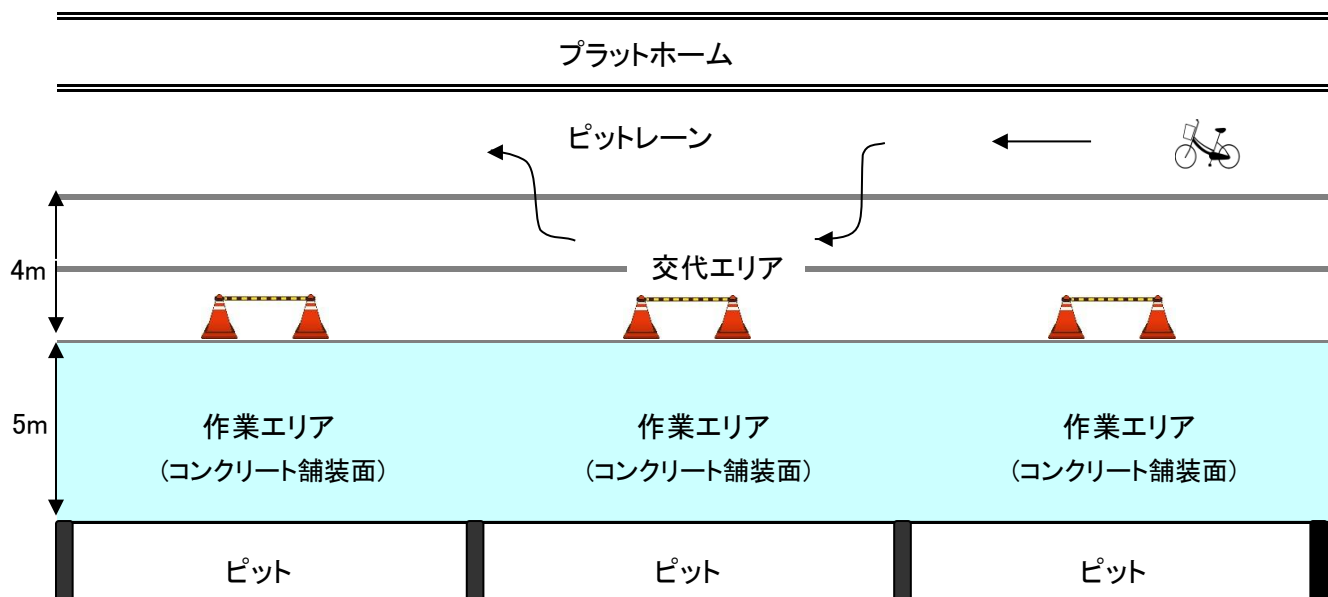 プラットホーム
ピットレーン
交代エリア
4m
5m
作業エリア
(コンクリート舗装面)
作業エリア
(コンクリート舗装面)
作業エリア
(コンクリート舗装面)
ピット
ピット
ピット